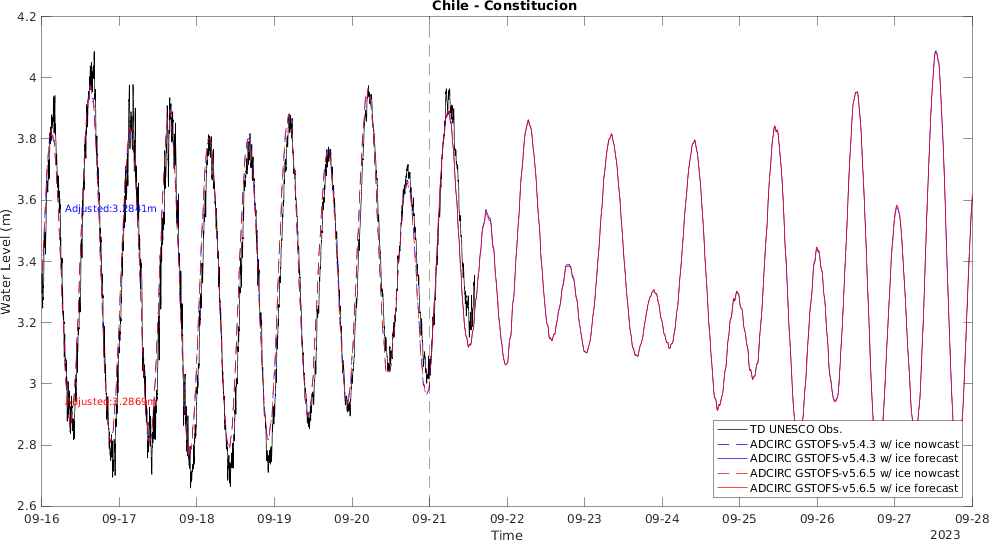 Chile - Constitucion
4.2
4
3.8
3.6
3.4
3.2
3
2.8
2.6
Water Level (m)
Adjusted:3.2841m
Adjusted:3.2869m
TD UNESCO Obs.
ADCIRC GSTOFS-v5.4.3 w/ ice nowcast
ADCIRC GSTOFS-v5.4.3 w/ ice forecast
ADCIRC GSTOFS-v5.6.5 w/ ice nowcast
ADCIRC GSTOFS-v5.6.5 w/ ice forecast
09-16 09-17 09-18 09-19 09-20 09-21 09-22 09-23 09-24 09-25 09-26 09-27 09-28
Time
2023